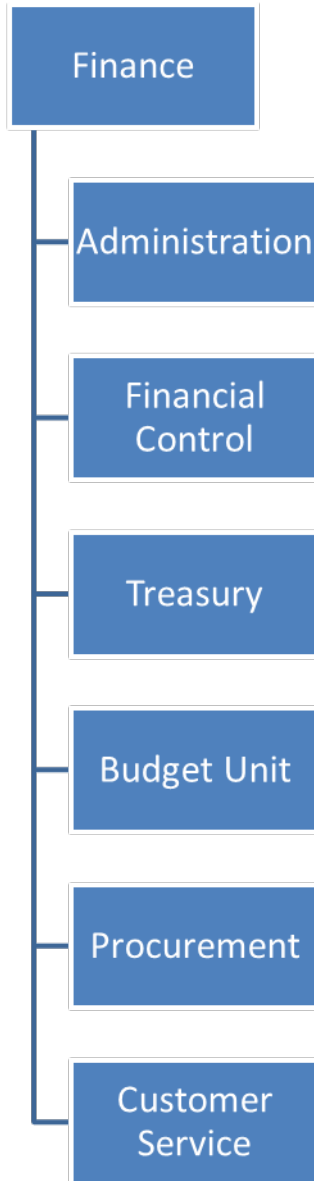 Finance
Administration
Financial
Control
Treasury
Budget Unit
Procurement
Customer
Service